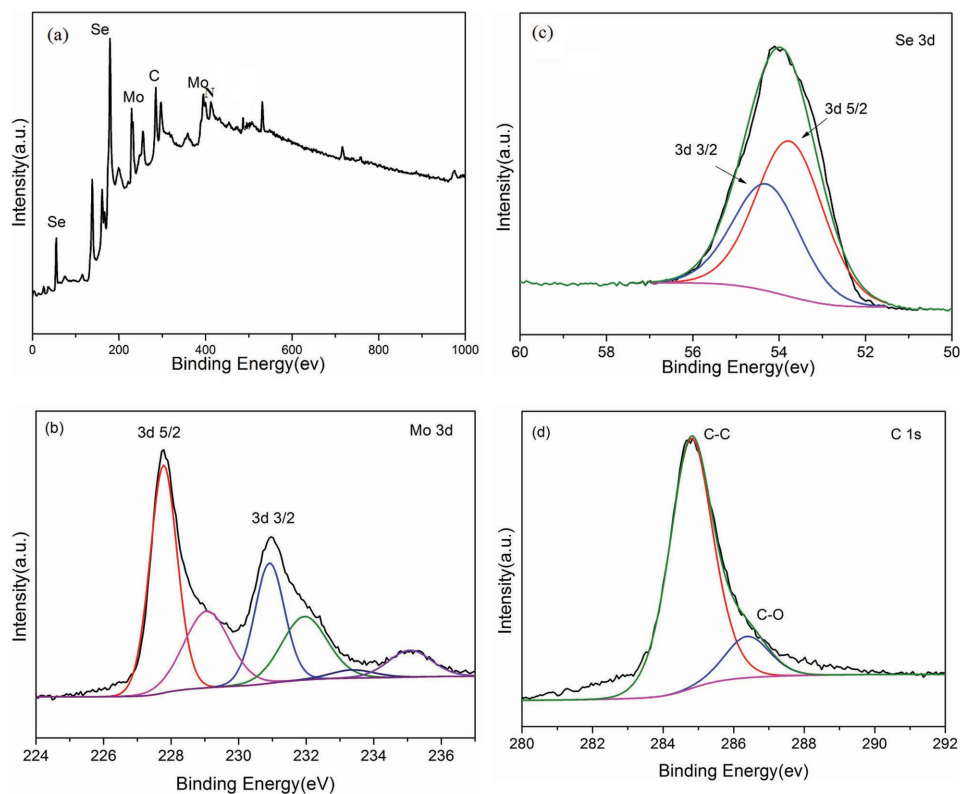 (a)
Se
Se
Mo
C
Mo
N
Intensity(a.u.)
0 200 400 600 800 1000
Binding Energy(ev)
(c)
Se 3d
3d 5/2
3d 3/2
Intensity(a.u.)
60 58 56 54 52 50
Binding Energy(ev)
(b)
3d 5/2
Mo 3d
3d 3/2
Intensity(a.u.)
224 226 228 230 232 234 236
Binding Energy(eV)
(d)
C-C
C 1s
C-O
Intensity(a.u.)
280 282 284 286 288 290 292
Binding Energy(ev)